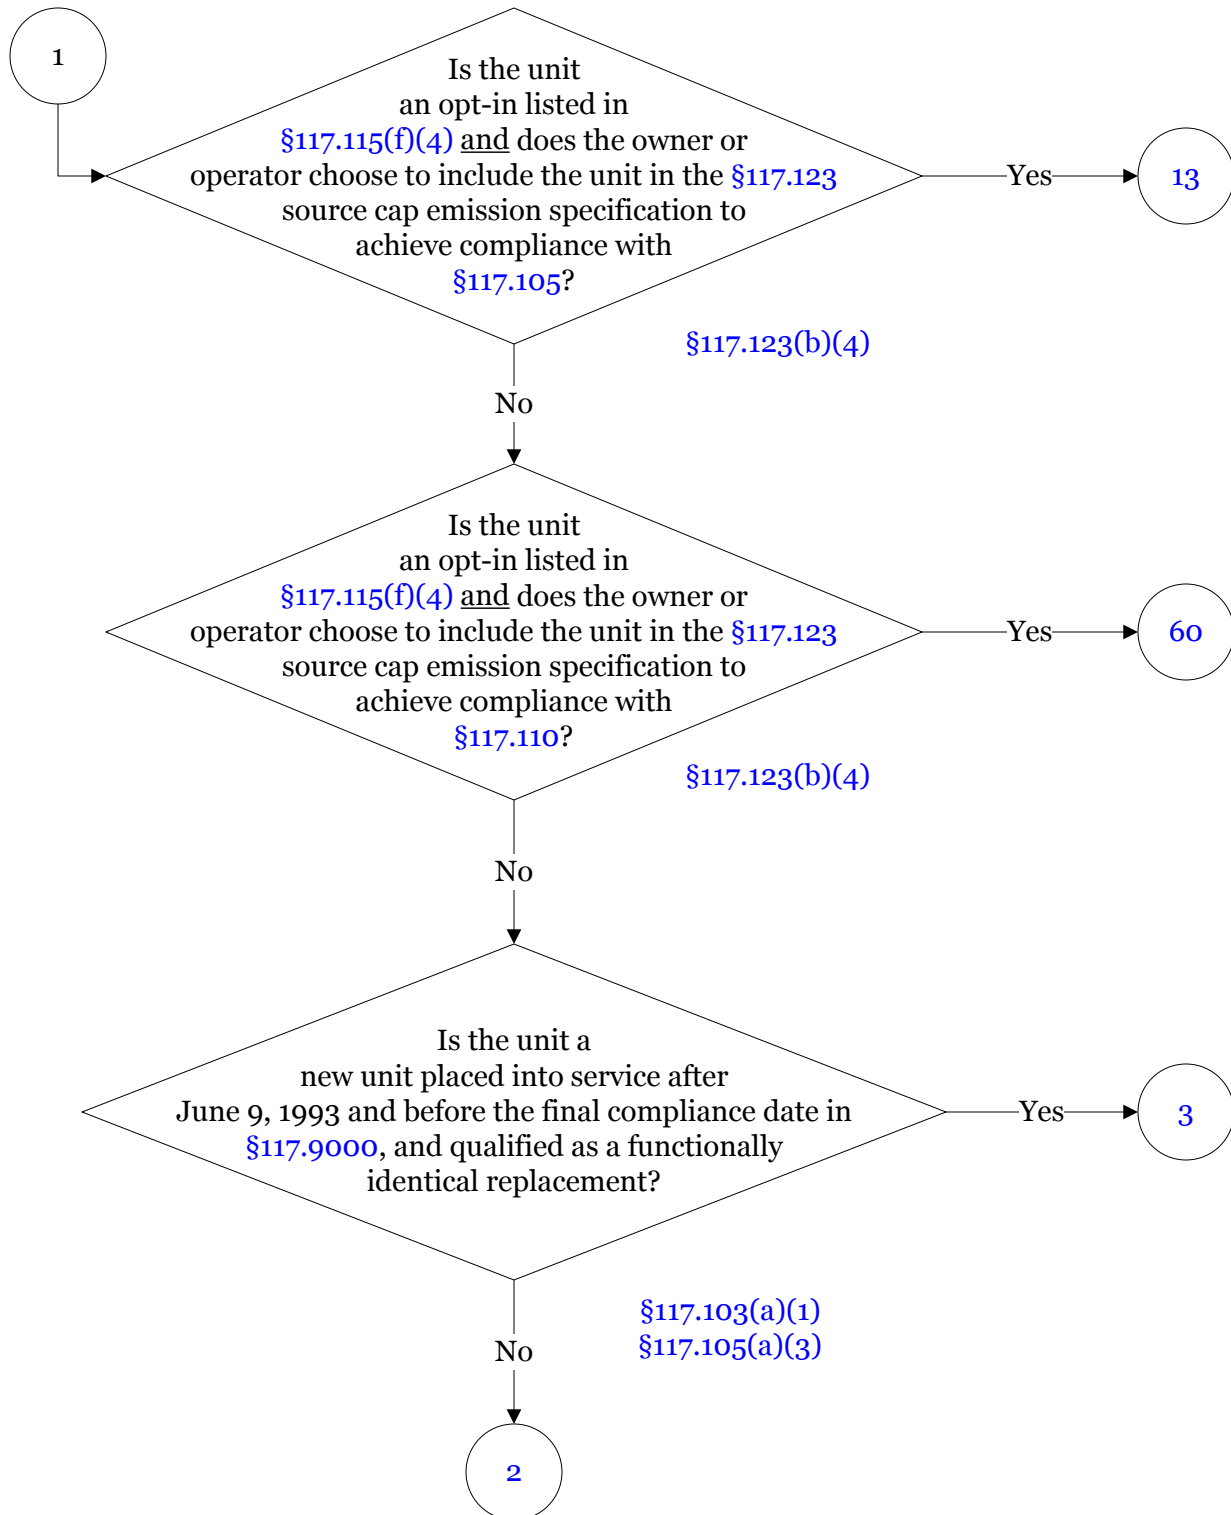 1
Is the unit
an opt-in listed in
§117.115(f)(4) and does the owner or
operator choose to include the unit in the §117.123
source cap emission specification to
achieve compliance with
§117.105?
Yes
13
§117.123(b)(4)
No
Is the unit
an opt-in listed in
§117.115(f)(4) and does the owner or
operator choose to include the unit in the §117.123
source cap emission specification to
achieve compliance with
§117.110?
Yes
60
§117.123(b)(4)
No
Is the unit a
new unit placed into service after
June 9, 1993 and before the final compliance date in
§117.9000, and qualified as a functionally
identical replacement?
Yes
3
§117.103(a)(1)
§117.105(a)(3)
No
2